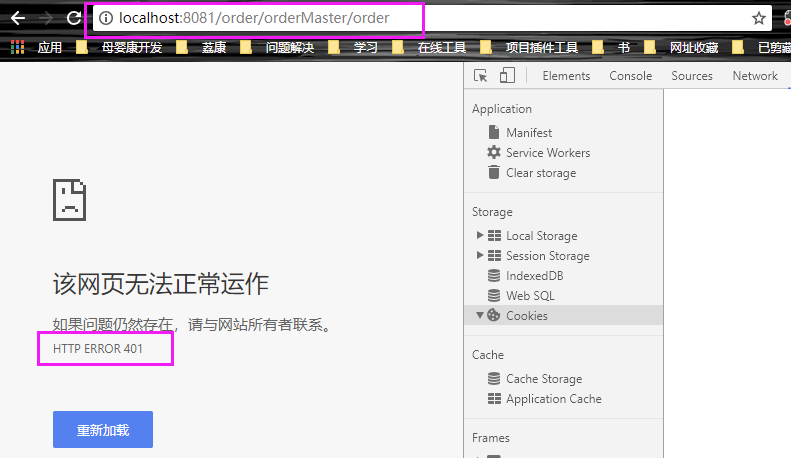 localhost:8081/order/orderMaster/order
应用 母婴康开发 荔康 问题解决 学习 在线工具 项目插件工具 书 网址收藏 已剪藏
Elements Console Sources Network
Application
Manifest
Service Workers
Clear storage
Storage
Local Storage
Session Storage
IndexedDB
Web SQL
Cookies
Cache
Cache Storage
Application Cache
Frames
该网页无法正常运作
如果问题仍然存在，请与网站所有者联系。
HTTP ERROR 401
重新加载